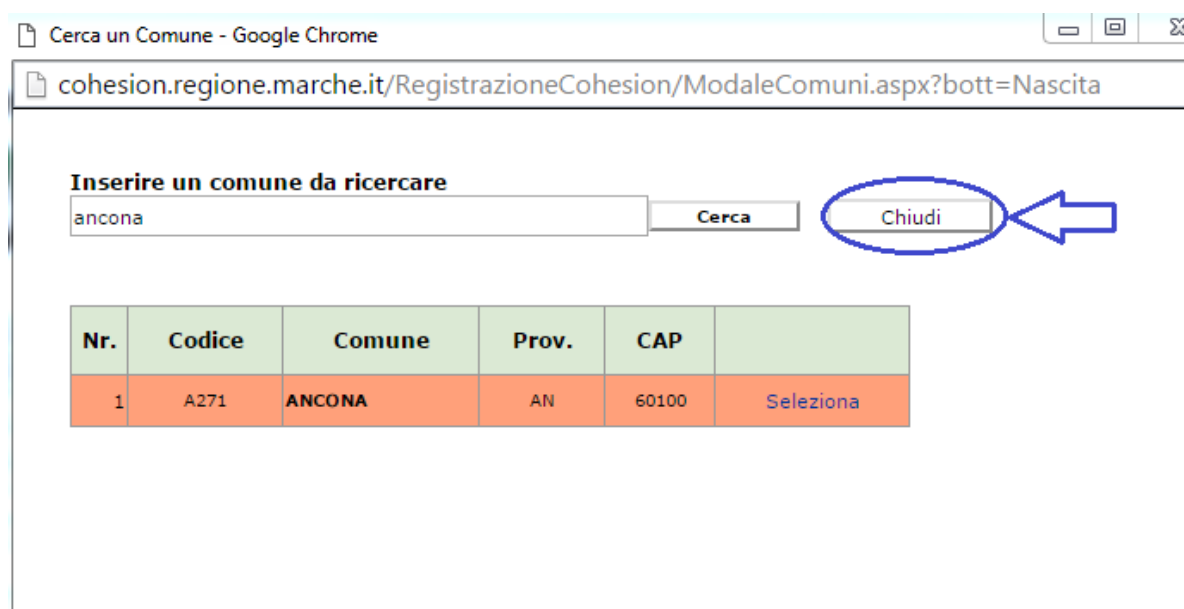 Cerca un Comune - Google Chrome
cohesion.regione.marche.it/RegistrazioneCohesion/ModaleComuni.aspx?bott=Nascita
Inserire un comune da ricercare
ancona Cerca Chiudi
Nr. Codice Comune Prov. CAP
1 A271 ANCONA AN 60100 Seleziona